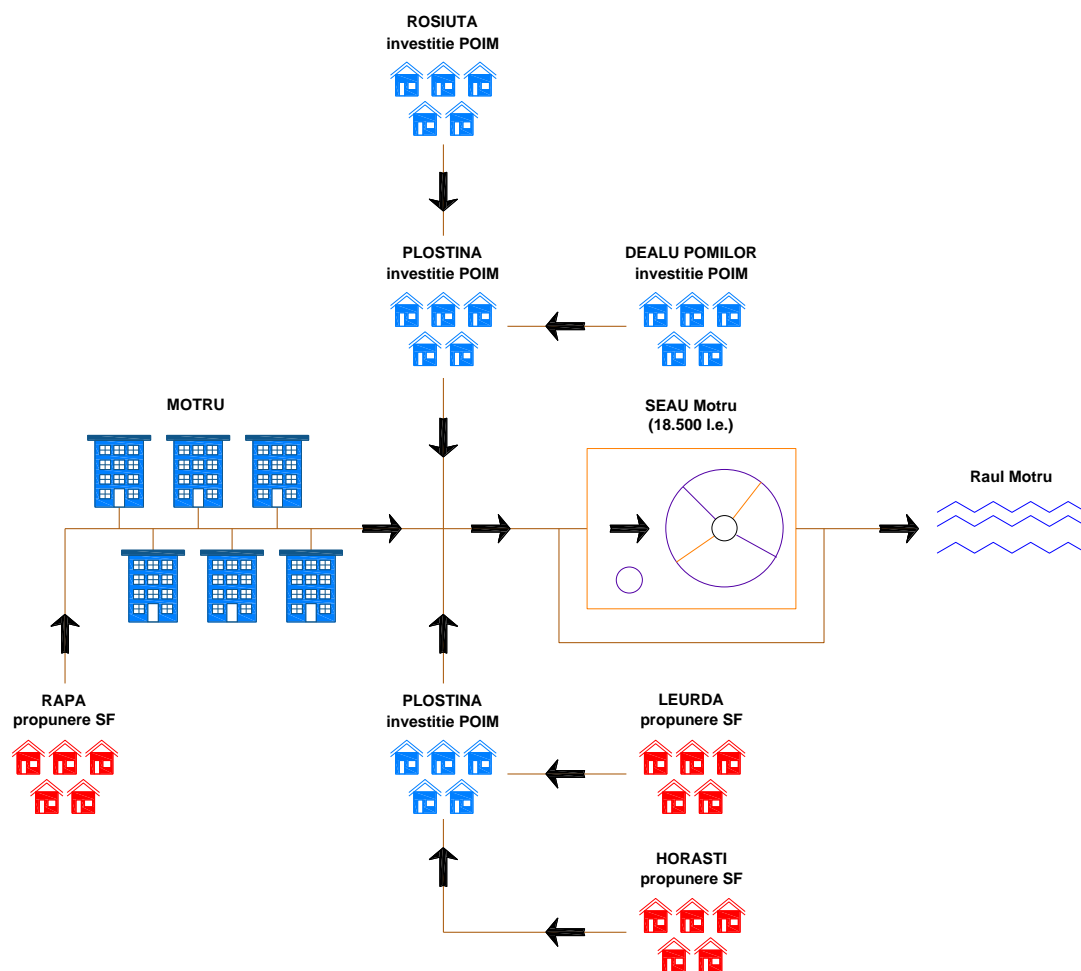 ROSIUTA
investitie POIM
PLOSTINA
investitie POIM
DEALU POMILOR
investitie POIM
MOTRU
SEAU Motru
(18.500 l.e.)
Raul Motru
RAPA
propunere SF
PLOSTINA
investitie POIM
LEURDA
propunere SF
HORASTI
propunere SF